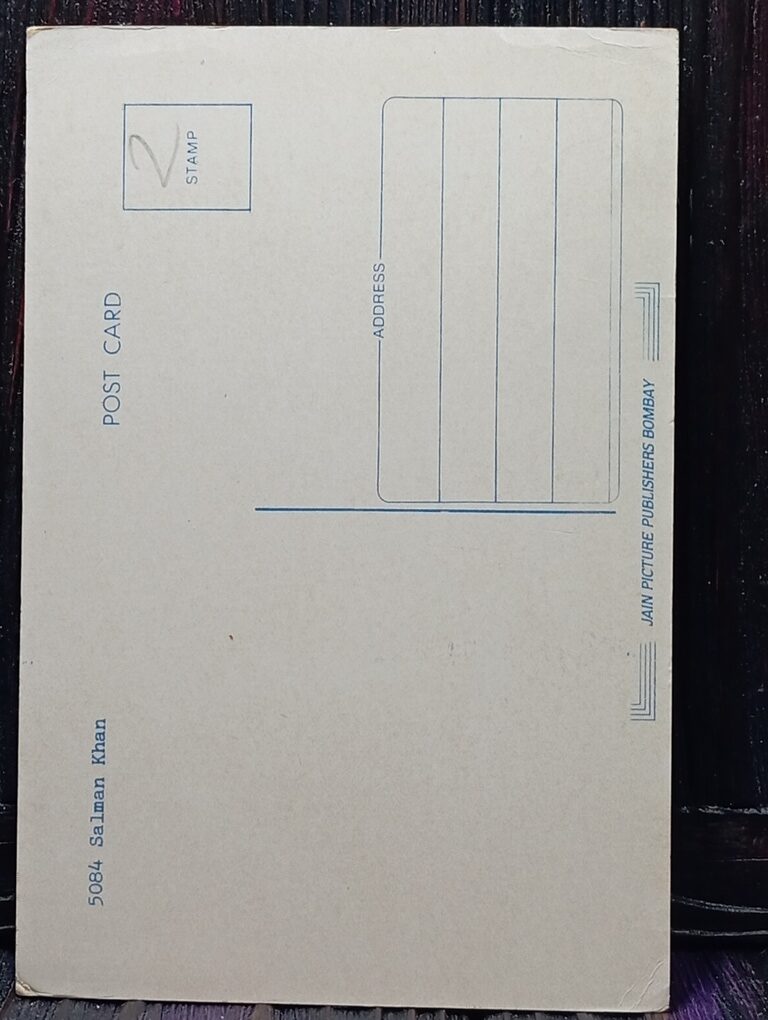 5084 Salman Khan
POST CARD
2
STAMP
ADDRESS
JAIN PICTURE PUBLISHERS BOMBAY